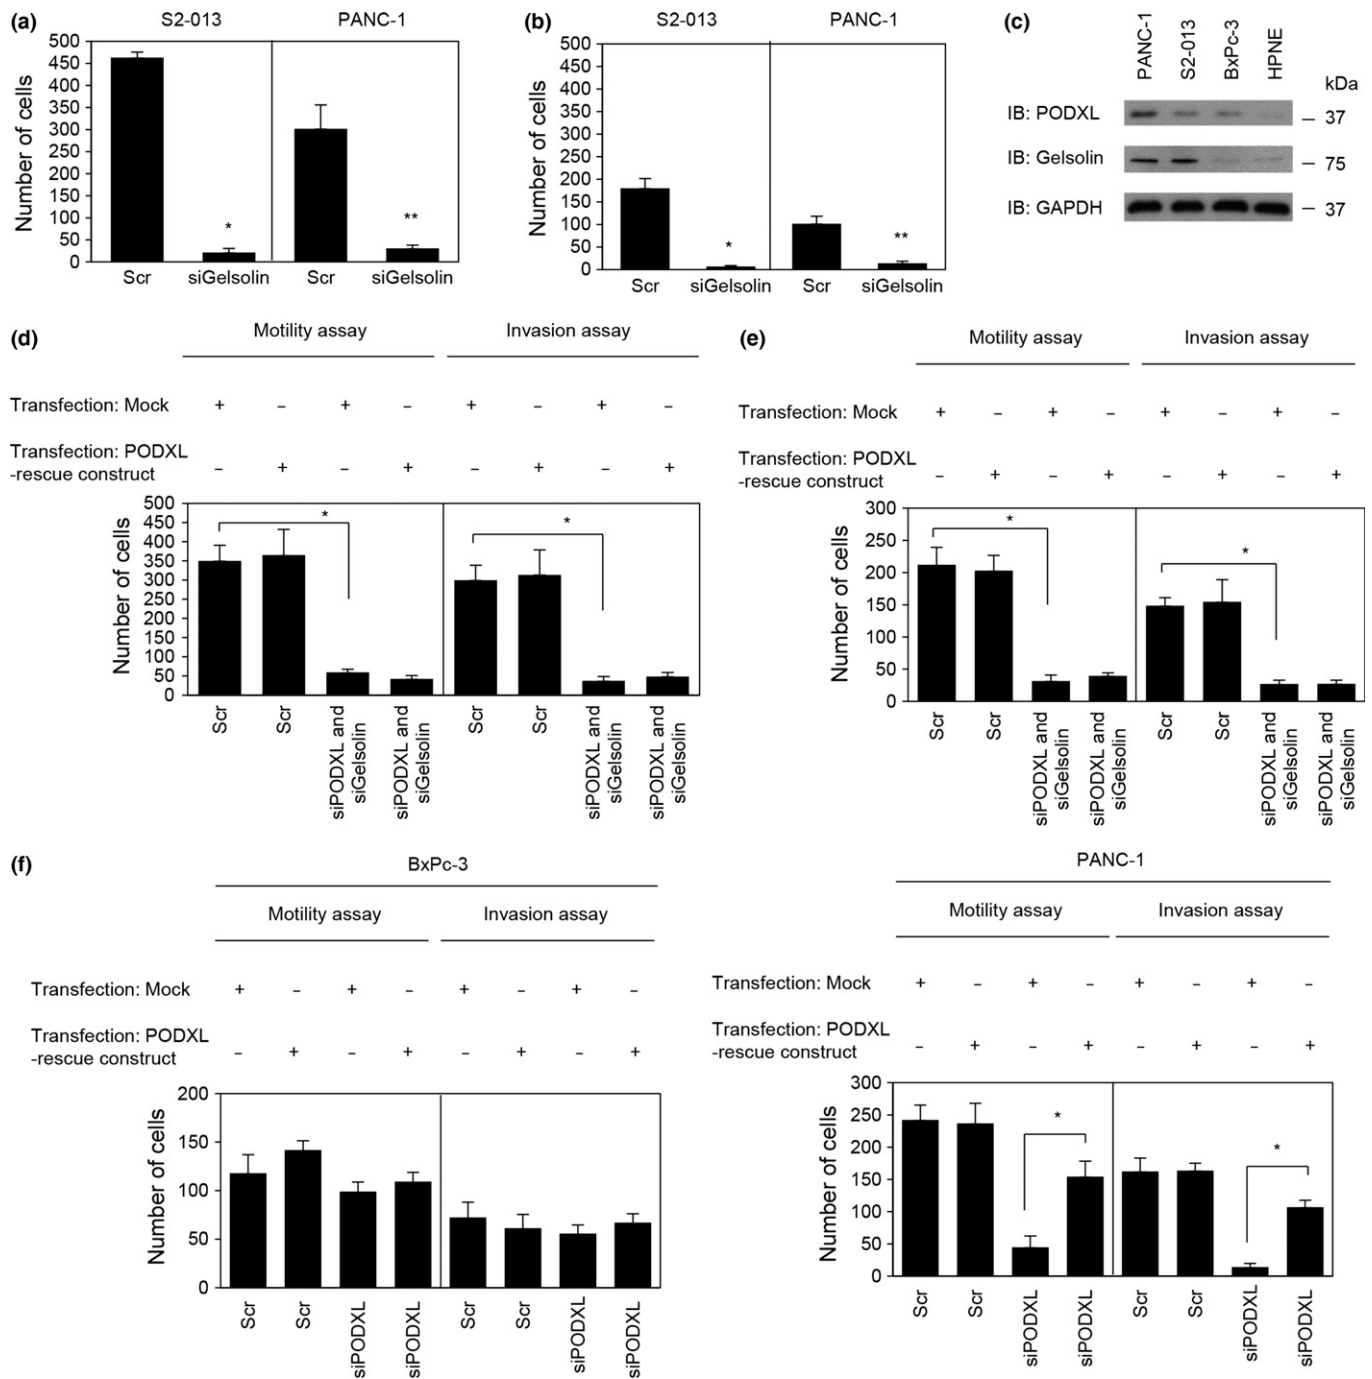 (a)
S2-013 PANC-1
Number of cells
500
450
400
350
300
250
200
150
100
50
0
* **
Scr siGelsolin Scr siGelsolin
(b)
S2-013 PANC-1
Number of cells
500
450
400
350
300
250
200
150
100
50
0
* **
Scr siGelsolin Scr siGelsolin
(c)
PANC-1
S2-013
BxPc-3
HPNE
kDa
IB: PODXL – 37
IB: Gelsolin – 75
IB: GAPDH – 37
(d)
Motility assay Invasion assay
Transfection: Mock + – + – + – + –
Transfection: PODXL
-rescue construct – + – + – + – +
Number of cells
500
450
400
350
300
250
200
150
100
50
0
* *
Scr
Scr
siPODXL and
siGelsolin
siPODXL and
siGelsolin
Scr
Scr
siPODXL and
siGelsolin
siPODXL and
siGelsolin
(e)
Motility assay Invasion assay
Transfection: Mock + – + – + – + –
Transfection: PODXL
-rescue construct – + – + – + – +
Number of cells
300
250
200
150
100
50
0
* *
Scr
Scr
siPODXL and
siGelsolin
siPODXL and
siGelsolin
Scr
Scr
siPODXL and
siGelsolin
siPODXL and
siGelsolin
(f)
BxPc-3
Motility assay Invasion assay
Transfection: Mock + – + – + – + –
Transfection: PODXL
-rescue construct – + – + – + – +
Number of cells
200
150
100
50
0
Scr
Scr
siPODXL
siPODXL
Scr
Scr
siPODXL
siPODXL
PANC-1
Motility assay Invasion assay
Transfection: Mock + – + – + – + –
Transfection: PODXL
-rescue construct – + – + – + – +
Number of cells
300
250
200
150
100
50
0
* *
Scr
Scr
siPODXL
siPODXL
Scr
Scr
siPODXL
siPODXL